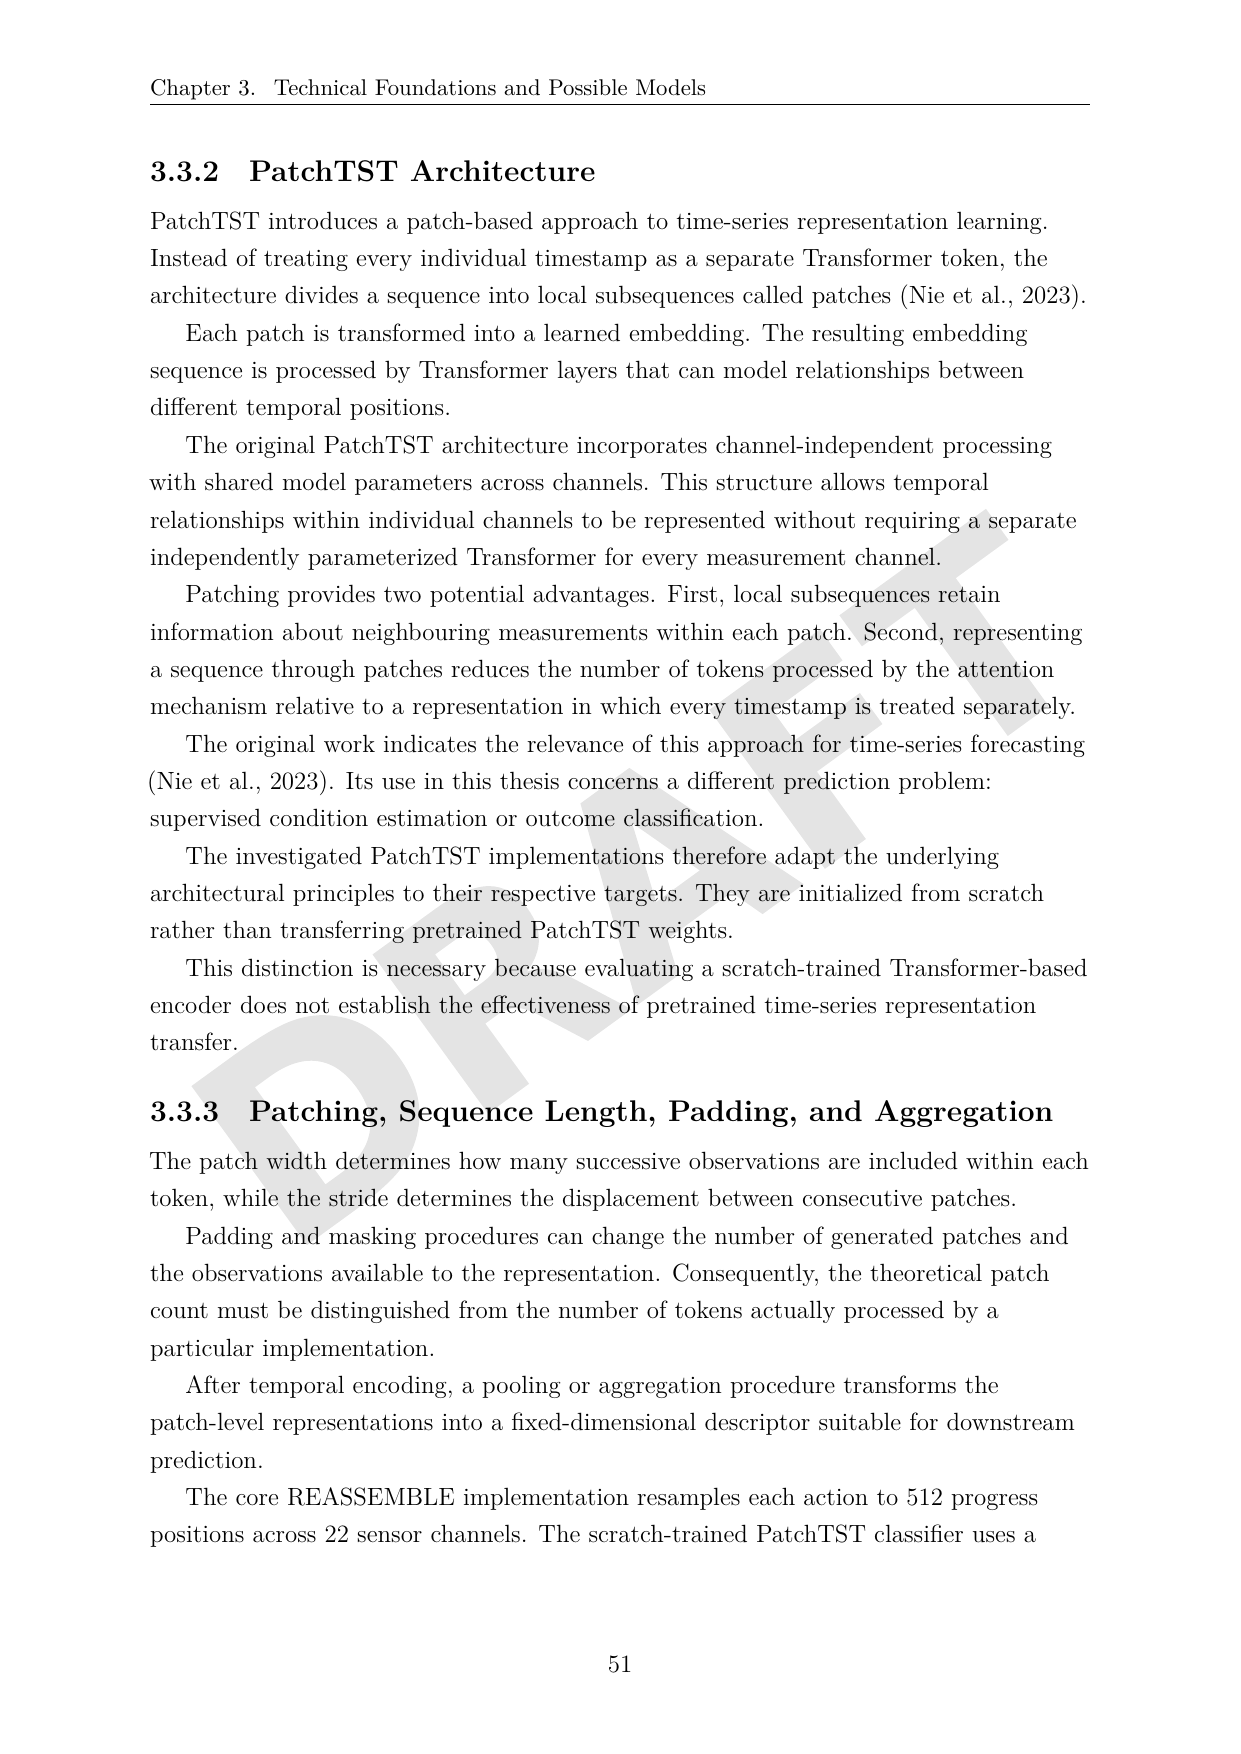 Chapter 3. Technical Foundations and Possible Models
3.3.2 PatchTST Architecture
PatchTST introduces a patch-based approach to time-series representation learning.
Instead of treating every individual timestamp as a separate Transformer token, the
architecture divides a sequence into local subsequences called patches (Nie et al., 2023).
Each patch is transformed into a learned embedding. The resulting embedding
sequence is processed by Transformer layers that can model relationships between
different temporal positions.
The original PatchTST architecture incorporates channel-independent processing
with shared model parameters across channels. This structure allows temporal
relationships within individual channels to be represented without requiring a separate
independently parameterized Transformer for every measurement channel.
Patching provides two potential advantages. First, local subsequences retain
information about neighbouring measurements within each patch. Second, representing
a sequence through patches reduces the number of tokens processed by the attention
mechanism relative to a representation in which every timestamp is treated separately.
The original work indicates the relevance of this approach for time-series forecasting
(Nie et al., 2023). Its use in this thesis concerns a different prediction problem:
supervised condition estimation or outcome classification.
The investigated PatchTST implementations therefore adapt the underlying
architectural principles to their respective targets. They are initialized from scratch
rather than transferring pretrained PatchTST weights.
This distinction is necessary because evaluating a scratch-trained Transformer-based
encoder does not establish the effectiveness of pretrained time-series representation
transfer.
3.3.3 Patching, Sequence Length, Padding, and Aggregation
The patch width determines how many successive observations are included within each
token, while the stride determines the displacement between consecutive patches.
Padding and masking procedures can change the number of generated patches and
the observations available to the representation. Consequently, the theoretical patch
count must be distinguished from the number of tokens actually processed by a
particular implementation.
After temporal encoding, a pooling or aggregation procedure transforms the
patch-level representations into a fixed-dimensional descriptor suitable for downstream
prediction.
The core REASSEMBLE implementation resamples each action to 512 progress
positions across 22 sensor channels. The scratch-trained PatchTST classifier uses a
51
DRAFT